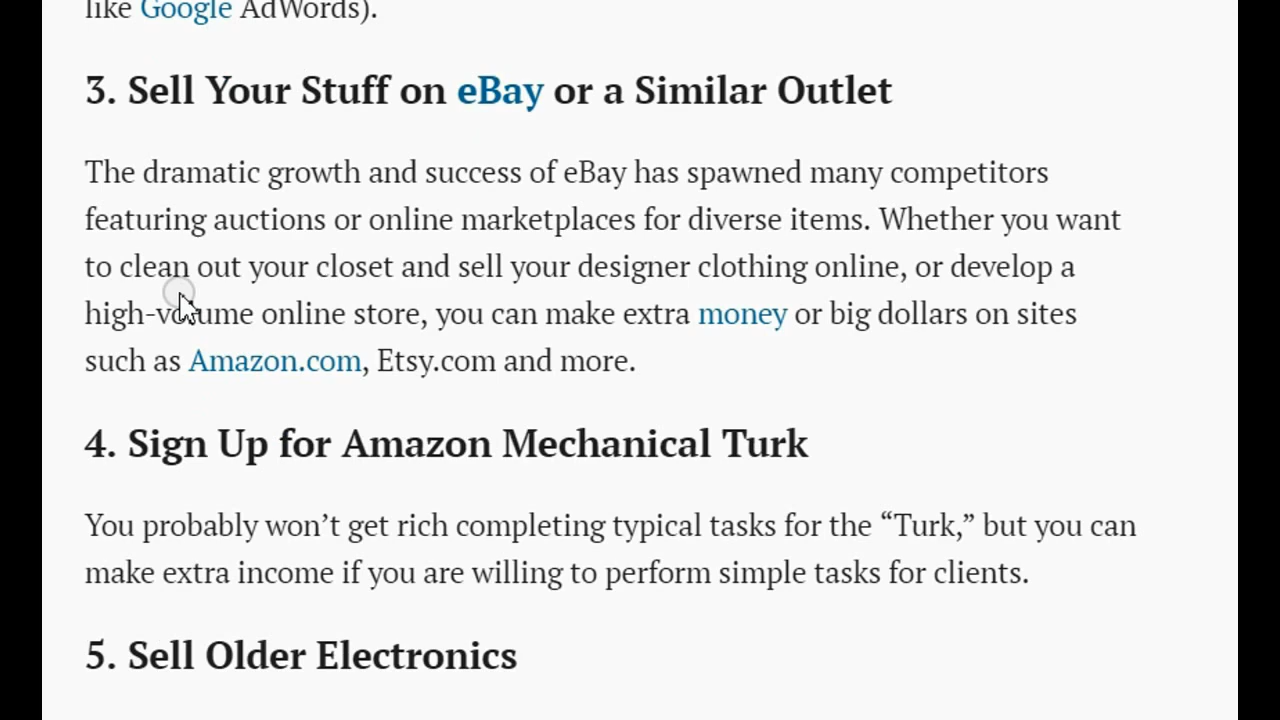 like Google AdWords).
3. Sell Your Stuff on eBay or a Similar Outlet
The dramatic growth and success of eBay has spawned many competitors
featuring auctions or online marketplaces for diverse items. Whether you want
to clean out your closet and sell your designer clothing online, or develop a
high-volume online store, you can make extra money or big dollars on sites
such as Amazon.com, Etsy.com and more.
4. Sign Up for Amazon Mechanical Turk
You probably won’t get rich completing typical tasks for the “Turk,” but you can
make extra income if you are willing to perform simple tasks for clients.
5. Sell Older Electronics